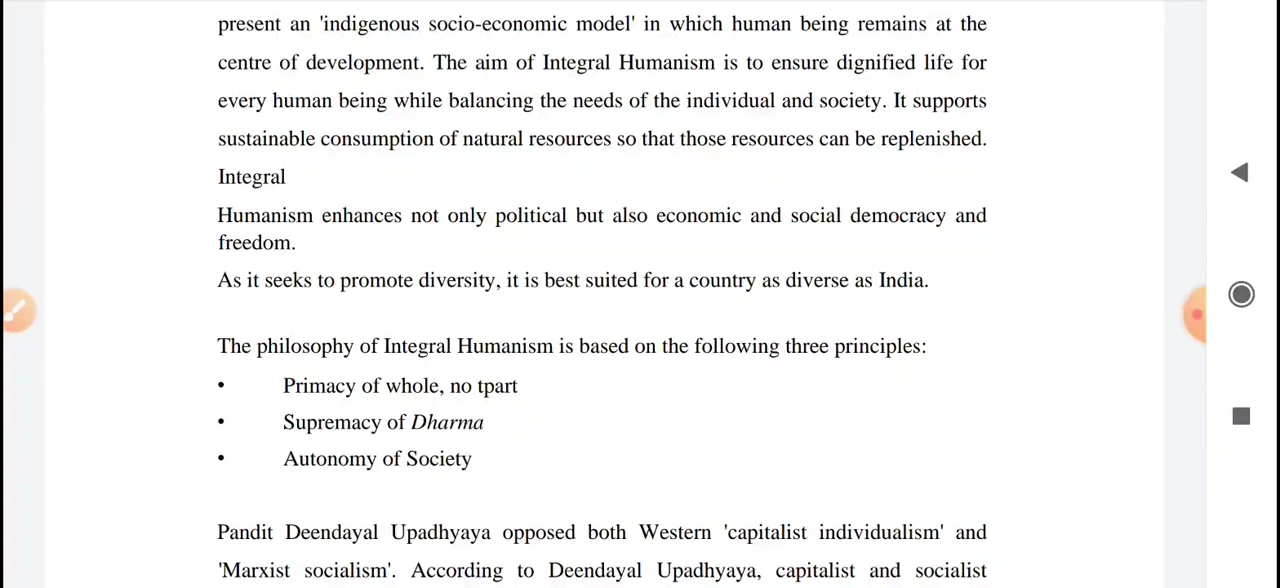 present an 'indigenous socio-economic model' in which human being remains at the
centre of development. The aim of Integral Humanism is to ensure dignified life for
every human being while balancing the needs of the individual and society. It supports
sustainable consumption of natural resources so that those resources can be replenished.
Integral
Humanism enhances not only political but also economic and social democracy and
freedom.
As it seeks to promote diversity, it is best suited for a country as diverse as India.
The philosophy of Integral Humanism is based on the following three principles:
• Primacy of whole, no tpart
• Supremacy of Dharma
• Autonomy of Society
Pandit Deendayal Upadhyaya opposed both Western 'capitalist individualism' and
'Marxist socialism'. According to Deendayal Upadhyaya, capitalist and socialist